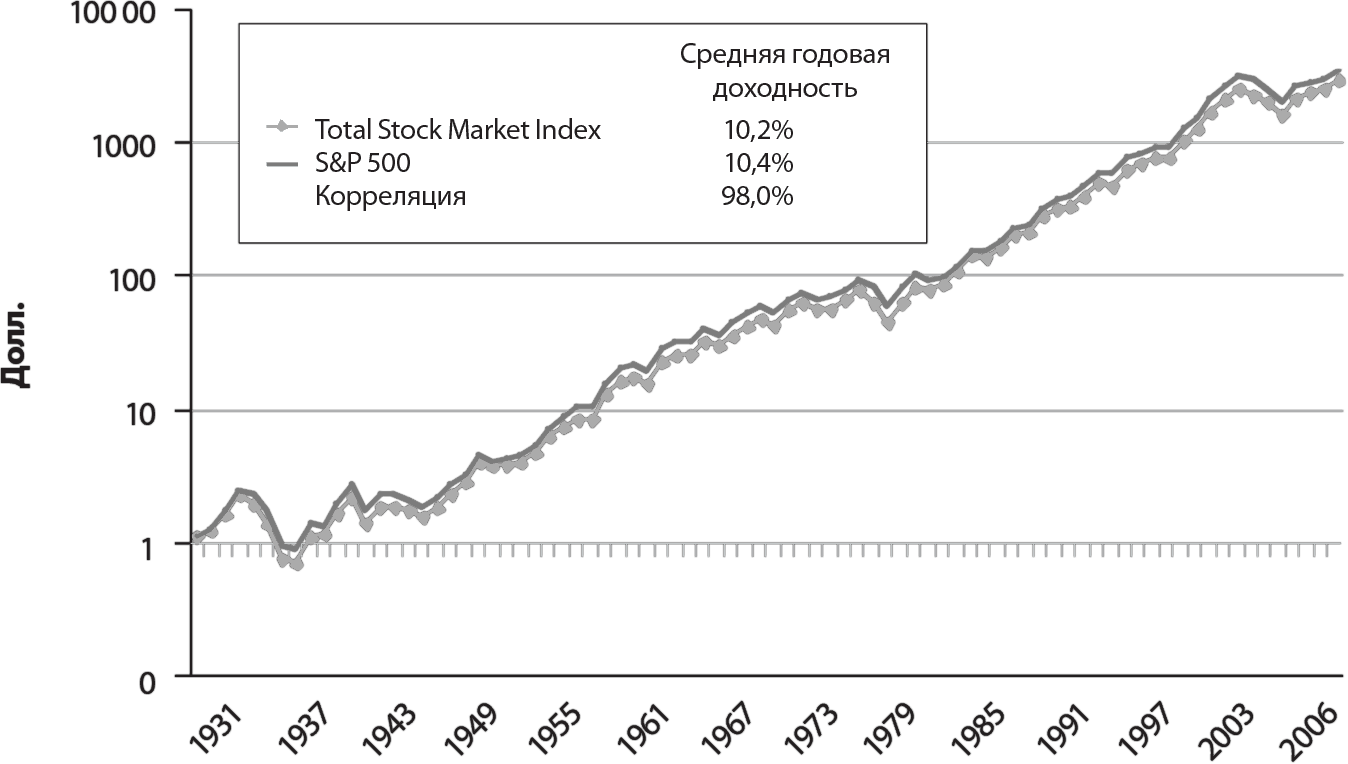 100 00
1000
100
10
1
0
Долл.
Средняя годовая
доходность
Total Stock Market Index 10,2%
S&P 500 10,4%
Корреляция 98,0%
1931 1937 1943 1949 1955 1961 1967 1973 1979 1985 1991 1997 2003 2006